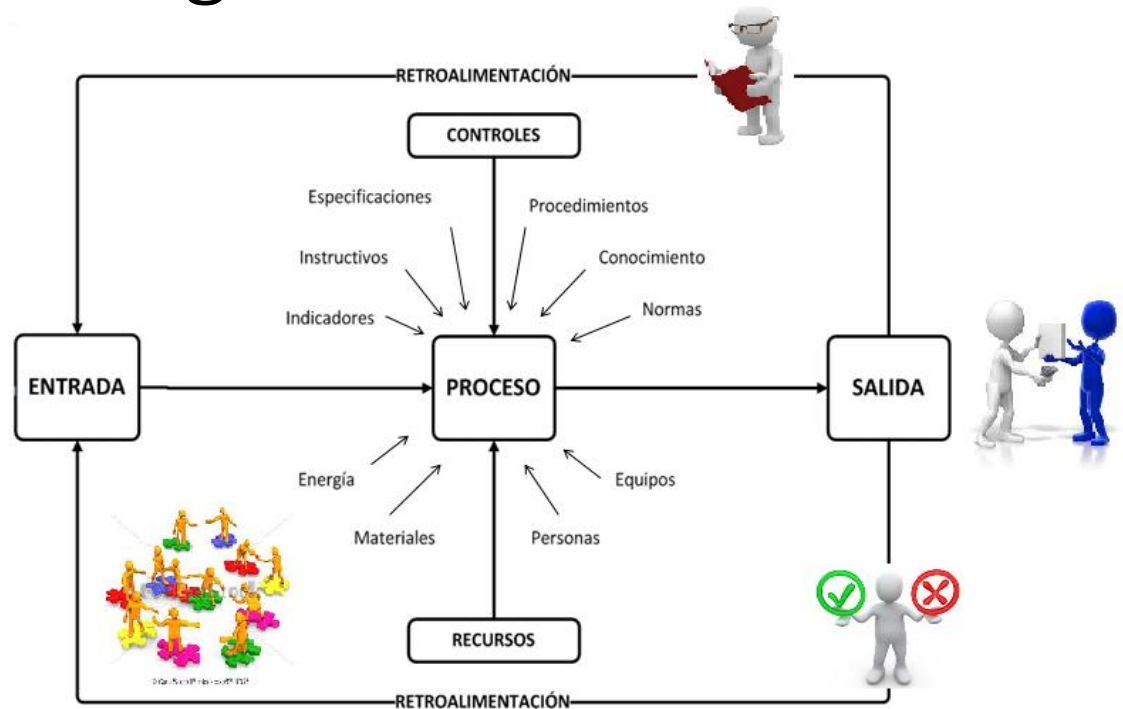 RETROALIMENTACIÓN
CONTROLES
Especificaciones
Procedimientos
Instructivos
Conocimiento
Indicadores
Normas
ENTRADA
PROCESO
SALIDA
Energía
Equipos
Materiales
Personas
RECURSOS
RETROALIMENTACIÓN